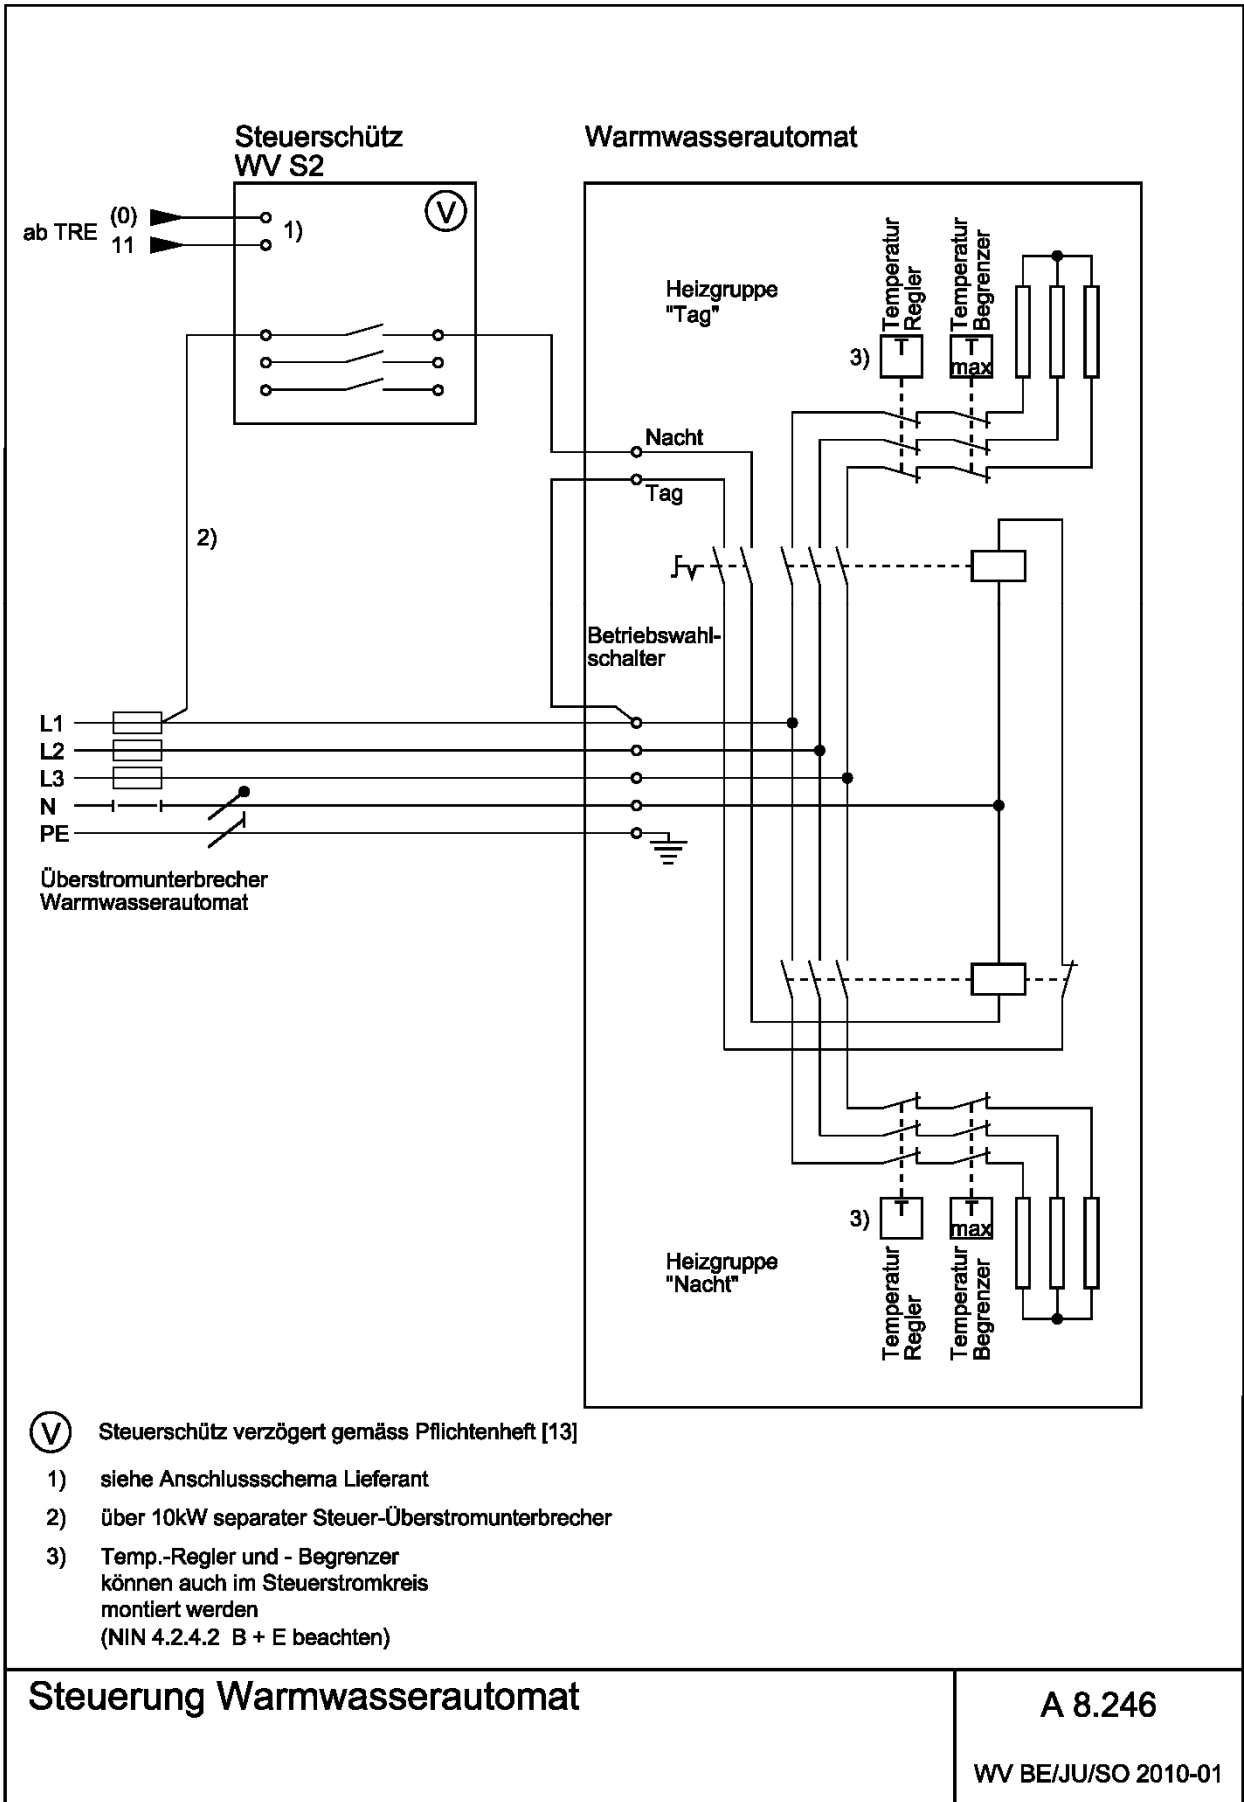 Steuerschütz
WV S2
Warmwasserautomat
V
ab TRE
(0)
11
1)
Heizgruppe
"Tag"
Temperatur
Regler
Temperatur
Begrenzer
3)
T
T
max
Nacht
Tag
2)
Betriebswahl-
schalter
L1
L2
L3
N
PE
Überstromunterbrecher
Warmwasserautomat
3)
T
T
max
Heizgruppe
"Nacht"
Temperatur
Regler
Temperatur
Begrenzer
V Steuerschütz verzögert gemäss Pflichtenheft [13]
1) siehe Anschlussschema Lieferant
2) über 10kW separater Steuer-Überstromunterbrecher
3) Temp.-Regler und - Begrenzer
können auch im Steuerstromkreis
montiert werden
(NIN 4.2.4.2 B + E beachten)
Steuerung Warmwasserautomat
A 8.246
WV BE/JU/SO 2010-01